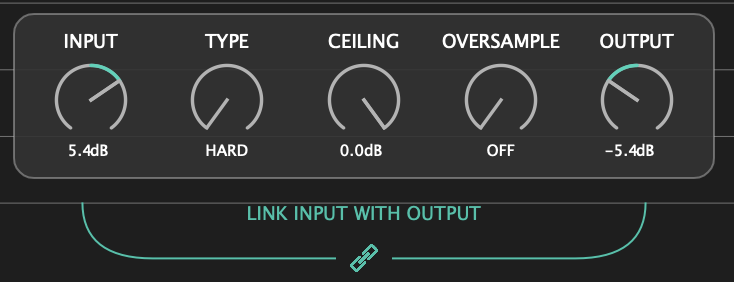 INPUT TYPE CEILING OVERSAMPLE OUTPUT
5.4dB HARD 0.0dB OFF -5.4dB
LINK INPUT WITH OUTPUT